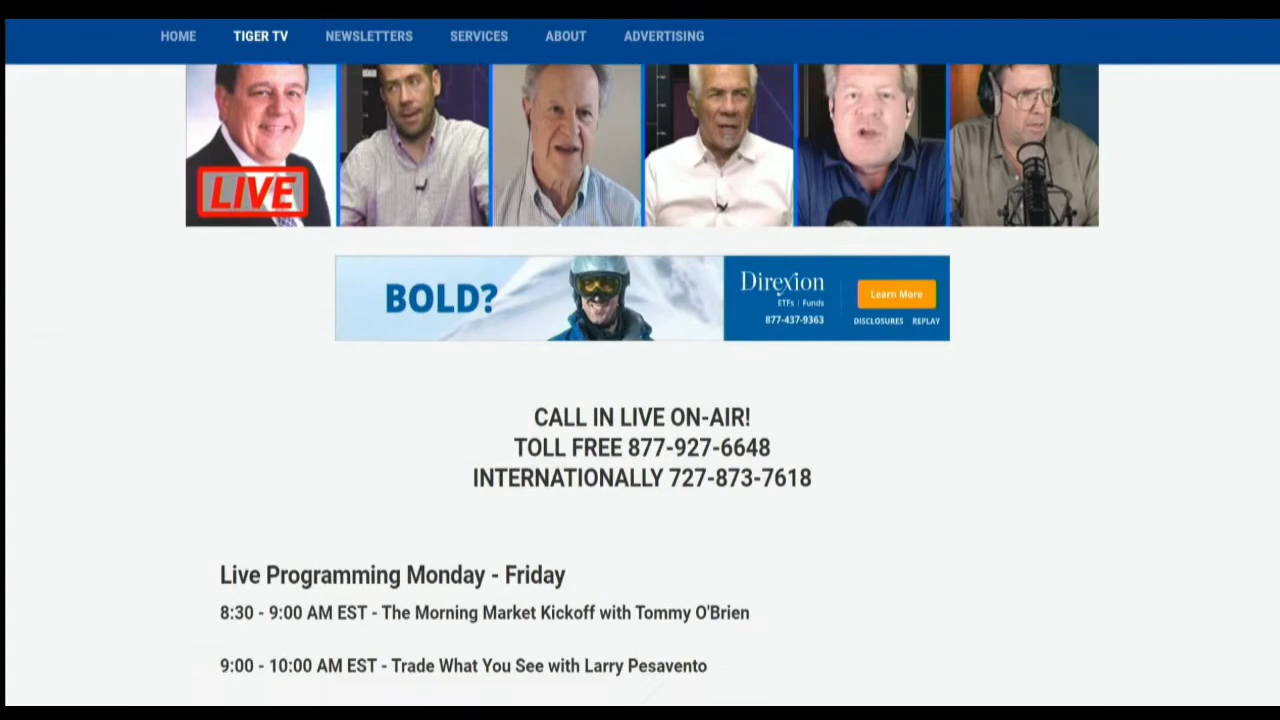 HOME TIGER TV NEWSLETTERS SERVICES ABOUT ADVERTISING
LIVE
BOLD?
Direxion
ETFs | Funds
877-437-9363
Learn More
DISCLOSURES REPLAY
CALL IN LIVE ON-AIR!
TOLL FREE 877-927-6648
INTERNATIONALLY 727-873-7618
Live Programming Monday - Friday
8:30 - 9:00 AM EST - The Morning Market Kickoff with Tommy O'Brien
9:00 - 10:00 AM EST - Trade What You See with Larry Pesavento